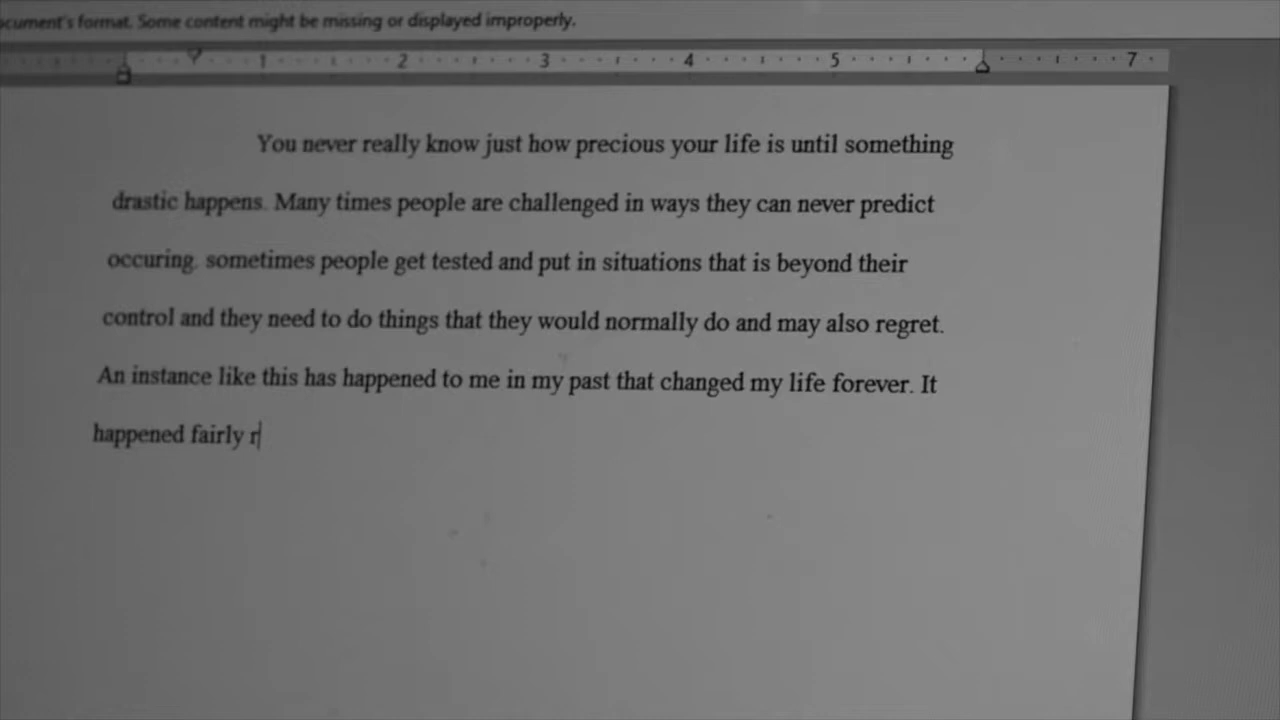 ocument's format. Some content might be missing or displayed improperly.
1 2 3 4 5 7
You never really know just how precious your life is until something
drastic happens. Many times people are challenged in ways they can never predict
occuring. sometimes people get tested and put in situations that is beyond their
control and they need to do things that they would normally do and may also regret.
An instance like this has happened to me in my past that changed my life forever. It
happened fairly r